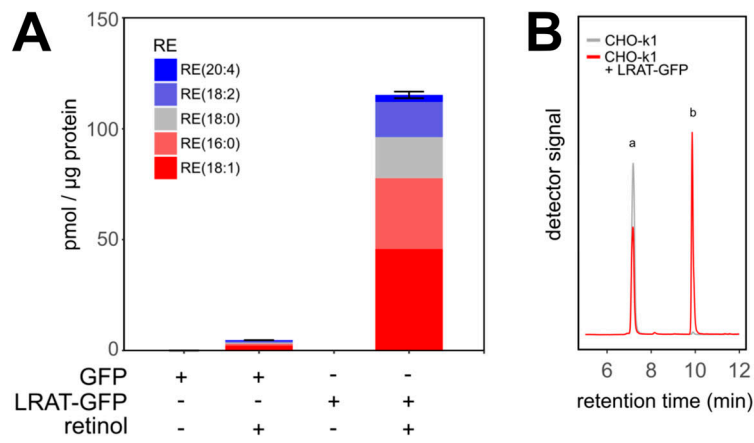 A
150
100
50
0
pmol / µg protein
RE
RE(20:4)
RE(18:2)
RE(18:0)
RE(16:0)
RE(18:1)
GFP + + - -
LRAT-GFP - - + +
retinol - + - +
B
CHO-k1
CHO-k1
+ LRAT-GFP
a
b
detector signal
6 8 10 12
retention time (min)